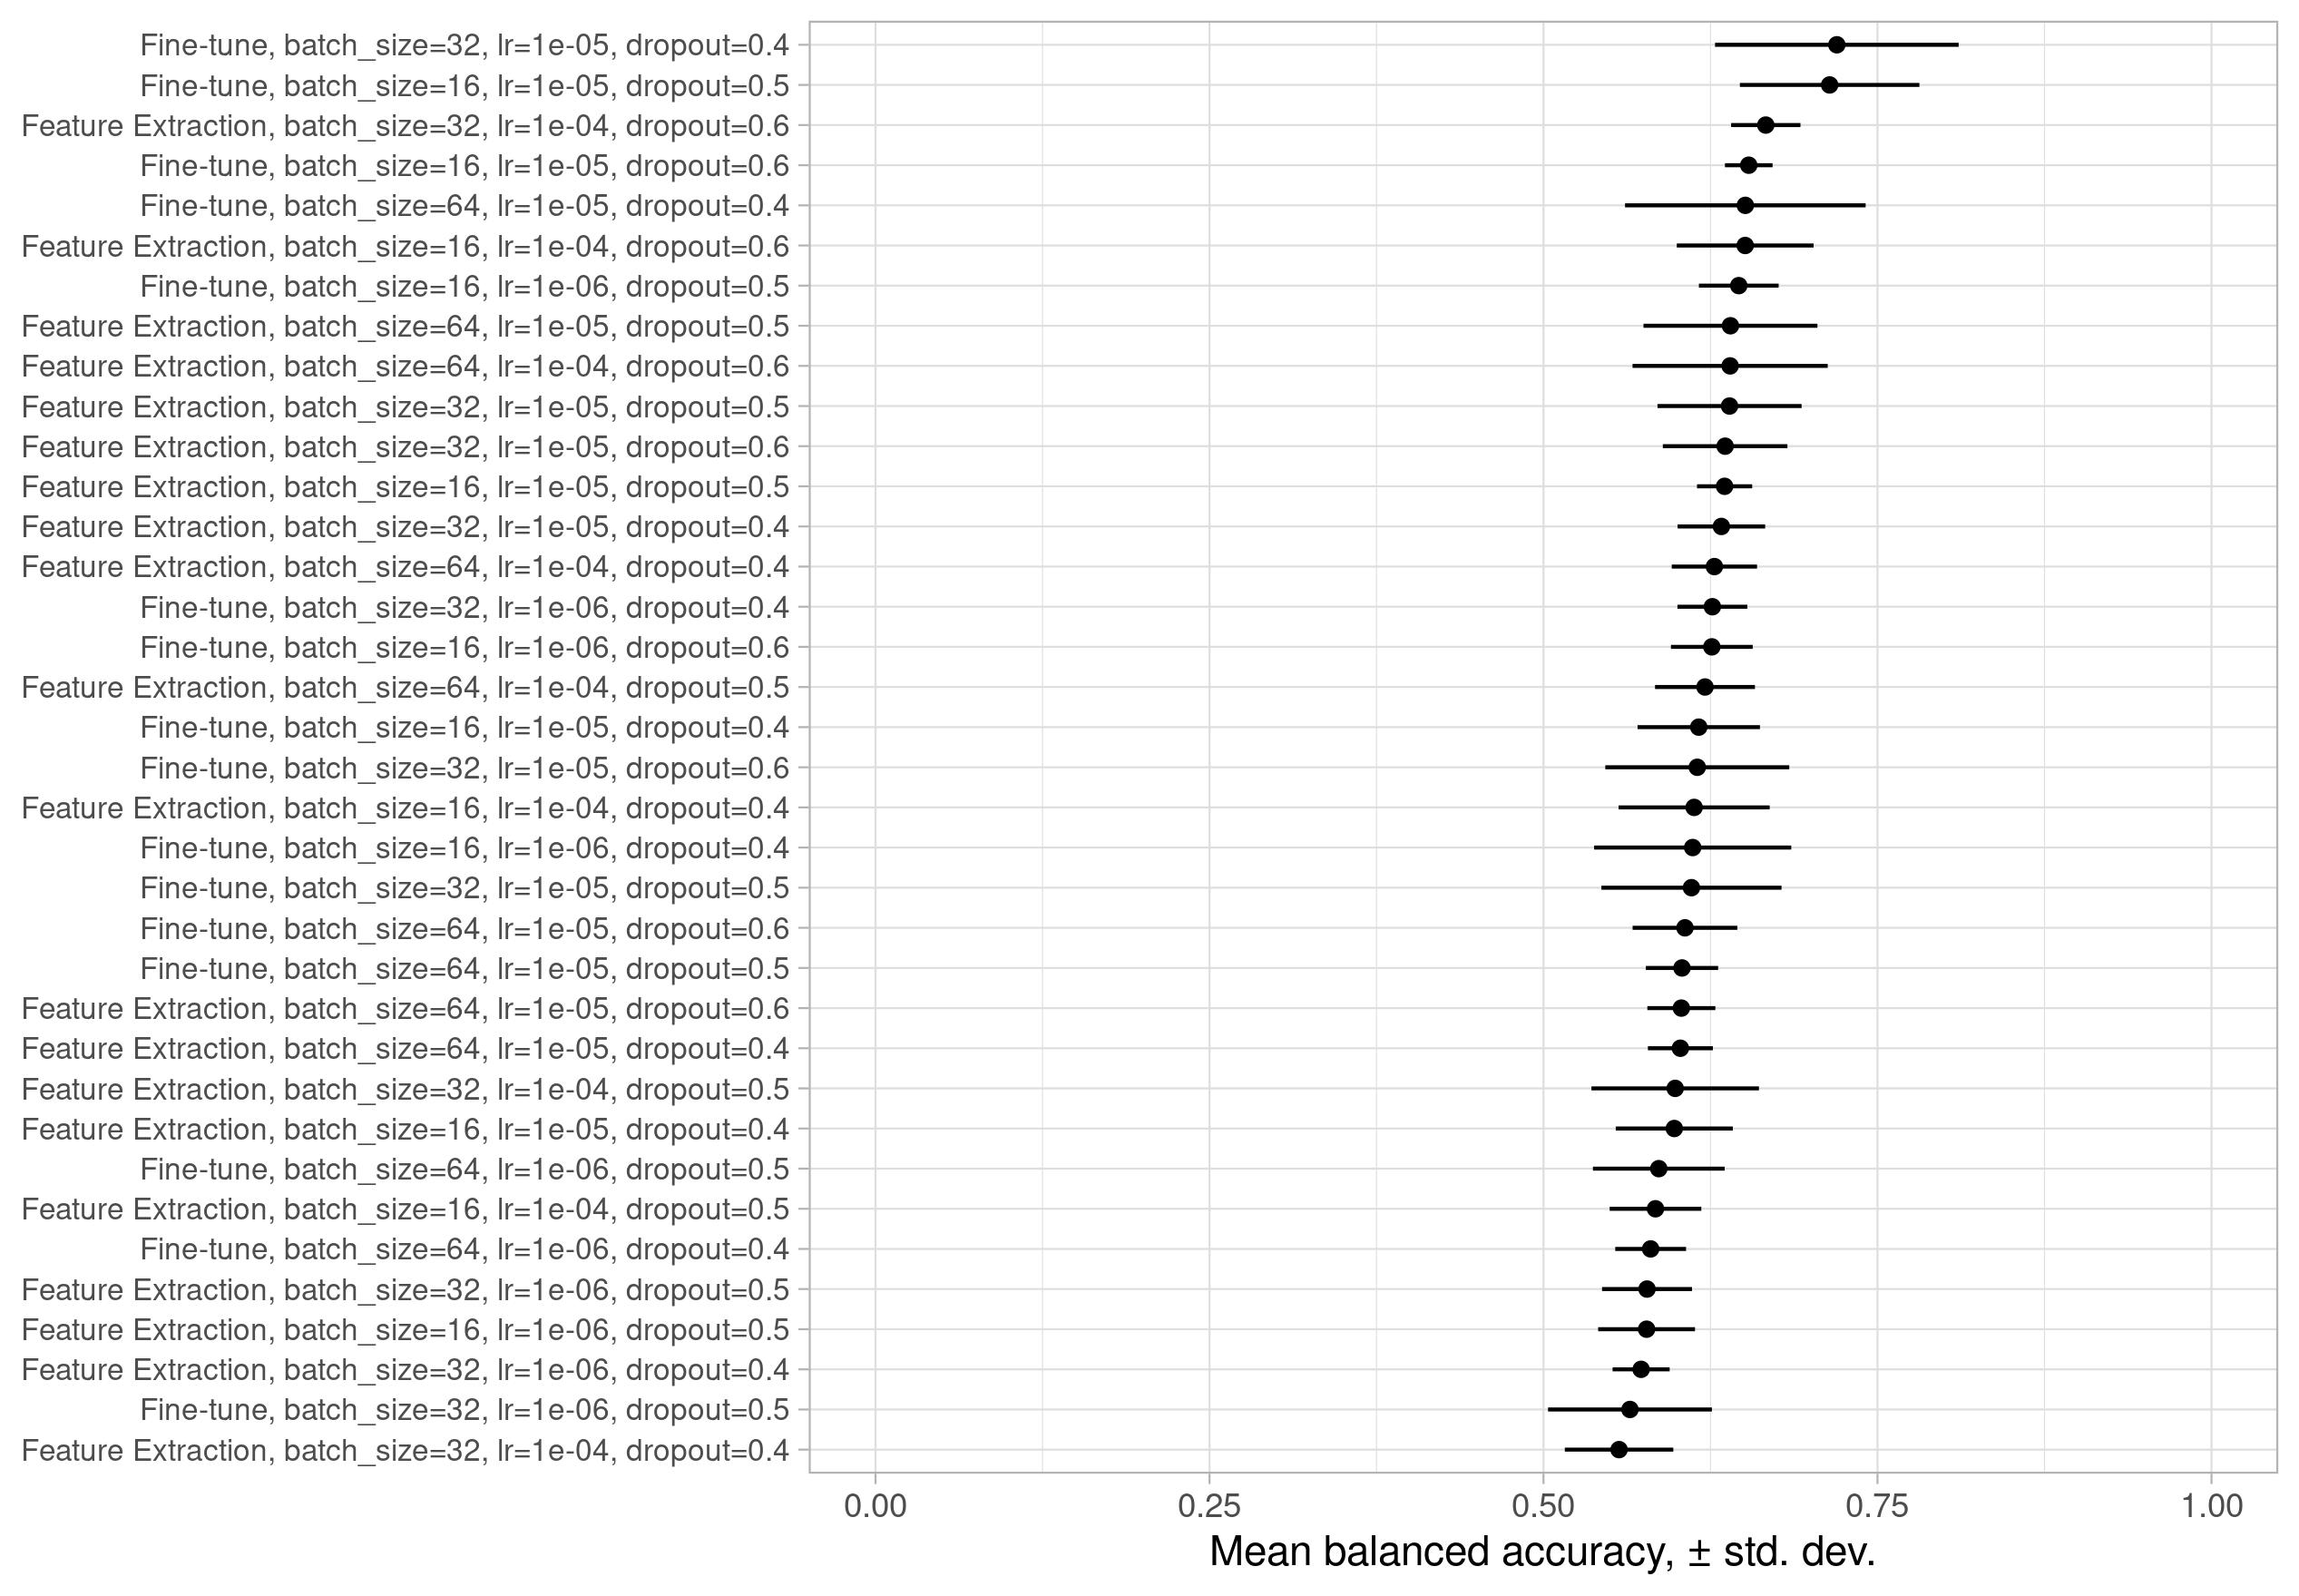 Fine-tune, batch_size=32, lr=1e-05, dropout=0.4
Fine-tune, batch_size=16, lr=1e-05, dropout=0.5
Feature Extraction, batch_size=32, lr=1e-04, dropout=0.6
Fine-tune, batch_size=16, lr=1e-05, dropout=0.6
Fine-tune, batch_size=64, lr=1e-05, dropout=0.4
Feature Extraction, batch_size=16, lr=1e-04, dropout=0.6
Fine-tune, batch_size=16, lr=1e-06, dropout=0.5
Feature Extraction, batch_size=64, lr=1e-05, dropout=0.5
Feature Extraction, batch_size=64, lr=1e-04, dropout=0.6
Feature Extraction, batch_size=32, lr=1e-05, dropout=0.5
Feature Extraction, batch_size=32, lr=1e-05, dropout=0.6
Feature Extraction, batch_size=16, lr=1e-05, dropout=0.5
Feature Extraction, batch_size=32, lr=1e-05, dropout=0.4
Feature Extraction, batch_size=64, lr=1e-04, dropout=0.4
Fine-tune, batch_size=32, lr=1e-06, dropout=0.4
Fine-tune, batch_size=16, lr=1e-06, dropout=0.6
Feature Extraction, batch_size=64, lr=1e-04, dropout=0.5
Fine-tune, batch_size=16, lr=1e-05, dropout=0.4
Fine-tune, batch_size=32, lr=1e-05, dropout=0.6
Feature Extraction, batch_size=16, lr=1e-04, dropout=0.4
Fine-tune, batch_size=16, lr=1e-06, dropout=0.4
Fine-tune, batch_size=32, lr=1e-05, dropout=0.5
Fine-tune, batch_size=64, lr=1e-05, dropout=0.6
Fine-tune, batch_size=64, lr=1e-05, dropout=0.5
Feature Extraction, batch_size=64, lr=1e-05, dropout=0.6
Feature Extraction, batch_size=64, lr=1e-05, dropout=0.4
Feature Extraction, batch_size=32, lr=1e-04, dropout=0.5
Feature Extraction, batch_size=16, lr=1e-05, dropout=0.4
Fine-tune, batch_size=64, lr=1e-06, dropout=0.5
Feature Extraction, batch_size=16, lr=1e-04, dropout=0.5
Fine-tune, batch_size=64, lr=1e-06, dropout=0.4
Feature Extraction, batch_size=32, lr=1e-06, dropout=0.5
Feature Extraction, batch_size=16, lr=1e-06, dropout=0.5
Feature Extraction, batch_size=32, lr=1e-06, dropout=0.4
Fine-tune, batch_size=32, lr=1e-06, dropout=0.5
Feature Extraction, batch_size=32, lr=1e-04, dropout=0.4
0.00 0.25 0.50 0.75 1.00
Mean balanced accuracy, ± std. dev.